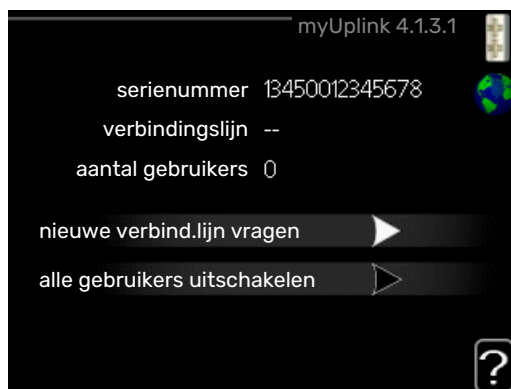 myUplink 4.1.3.1
serienummer 13450012345678
verbindingslijn --
aantal gebruikers 0
nieuwe verbind.lijn vragen
alle gebruikers uitschakelen
?